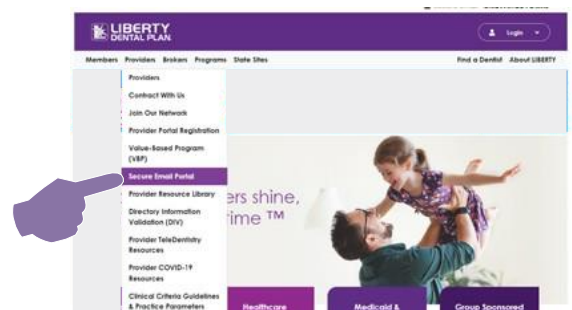 LIBERTY
DENTAL PLAN
Login
Members Providers Brokers Programs State Sites
Find a Dentist About LIBERTY
Providers
Contract With Us
Join Our Network
Provider Portal Registration
Value-Based Program
(VBP)
Secure Email Portal
Provider Resource Library
Directory Information
Validation (DIV)
Provider TeleDentistry
Resources
Provider COVID-19
Resources
Clinical Criteria Guidelines
& Practice Parameters
ers shine,
ime ™
Healthcare
Medicaid &
Group Sponsored